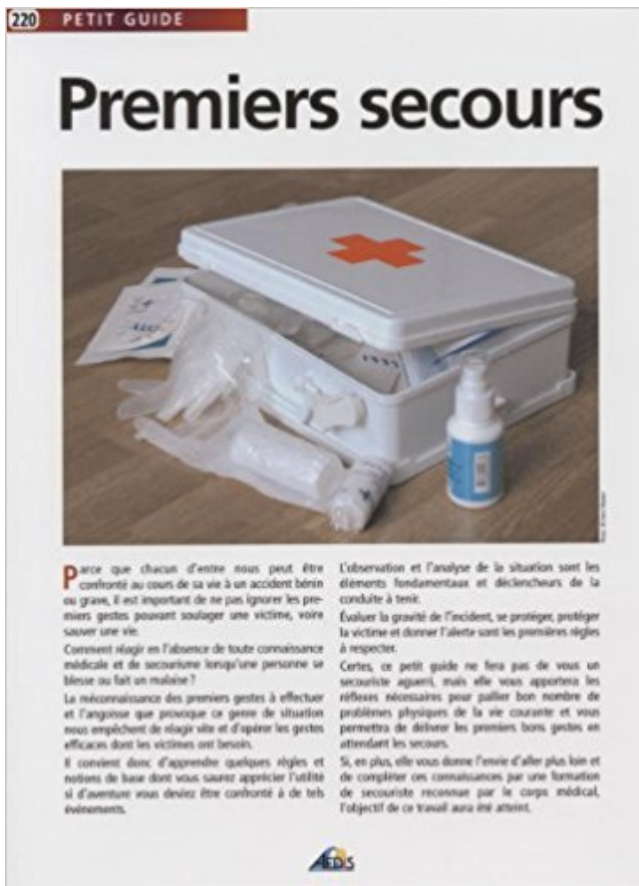 220 PETIT GUIDE
Premiers secours
Parce que chacun d'entre nous peut être
confronté au cours de sa vie à un accident bénin
ou grave, il est important de ne pas ignorer les pre-
miers gestes pouvant soulager une victime, voire
sauver une vie.
Comment réagir en l'absence de toute connaissance
médicale et de secourisme lorsqu'une personne se
blesse ou fait un malaise ?
La méconnaissance des premiers gestes à effectuer
et l'angoisse que provoque ce genre de situation
nous empêchent de réagir vite et d'opérer les gestes
efficaces dont les victimes ont besoin.
Il convient donc d'apprendre quelques règles et
notions de base dont vous saurez apprécier l'utilité
si d'aventure vous deviez être confronté à de tels
événements.
L'observation et l'analyse de la situation sont les
éléments fondamentaux et déclencheurs de la
conduite à tenir.
Évaluer la gravité de l'incident, se protéger, protéger
la victime et donner l'alerte sont les premières règles
à respecter.
Certes, ce petit guide ne fera pas de vous un
secouriste aguerri, mais elle vous apportera les
réflexes nécessaires pour pallier bon nombre de
problèmes physiques de la vie courante et vous
permettra de délivrer les premiers bons gestes en
attendant les secours.
Si, en plus, elle vous donne l'envie d'aller plus loin et
de compléter ces connaissances par une formation
de secouriste reconnue par le corps médical,
l'objectif de ce travail aura été atteint.
AEDIS